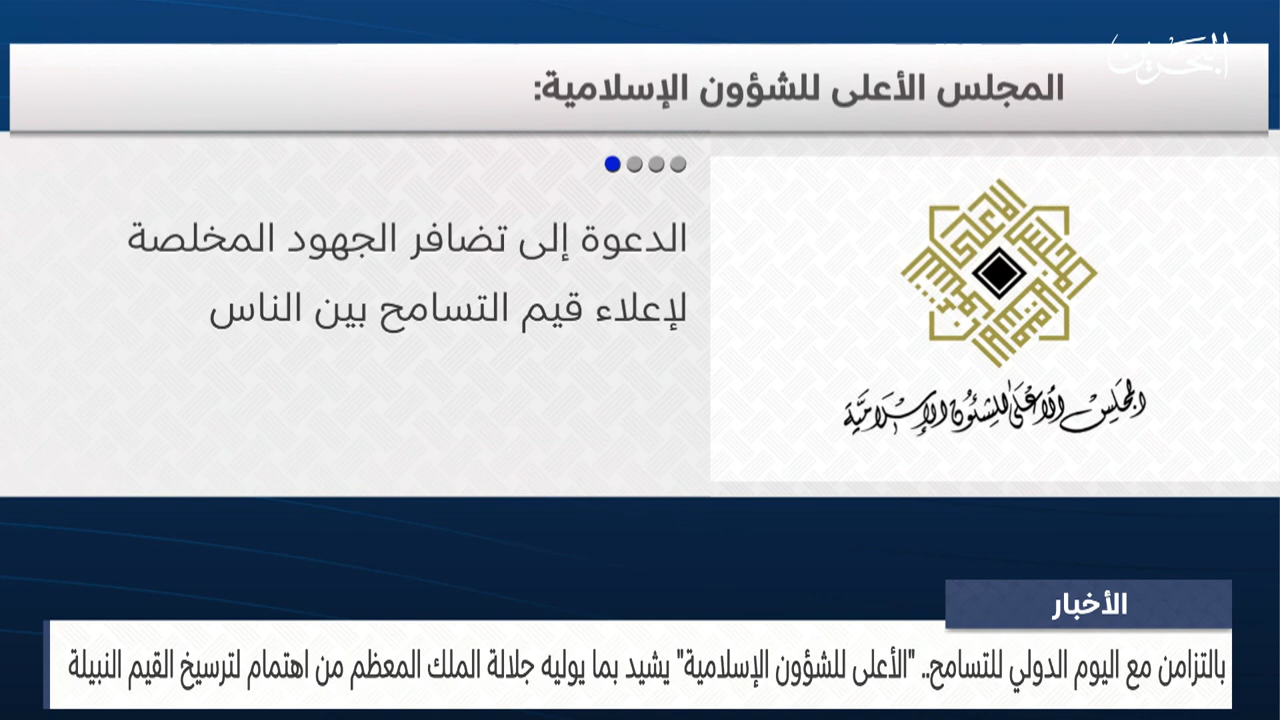 البحرين
المجلس الأعلى للشؤون الإسلامية:
الدعوة إلى تضافر الجهود المخلصة
لإعلاء قيم التسامح بين الناس
المجلس الأعلى للشئون الإسلامية
الأخبار
بالتزامن مع اليوم الدولي للتسامح.. "الأعلى للشؤون الإسلامية" يشيد بما يوليه جلالة الملك المعظم من اهتمام لترسيخ القيم النبيلة